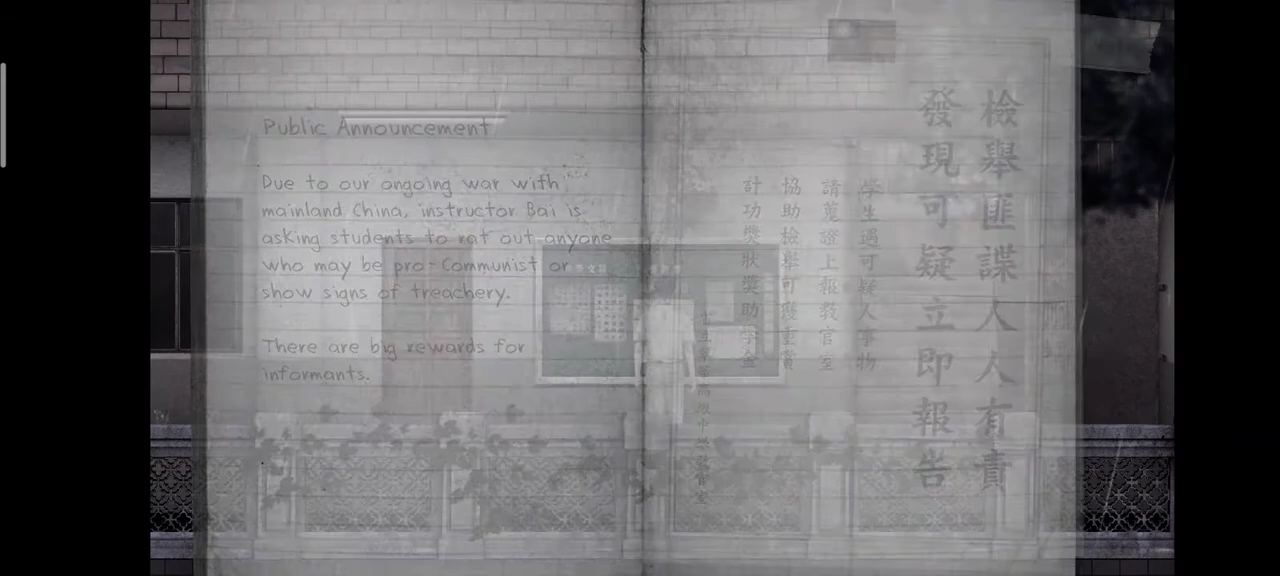 Public Announcement
Due to our ongoing war with
mainland China, instructor Bai is
asking students to rat out anyone
who may be pro-Communist or
show signs of treachery.
There are big rewards for
informants.
檢舉匪諜人人有責
發現可疑立即報告
學生遇可疑人事物
請蒐證上報教官室
協助檢舉可獲重賞
計功獎狀獎助學金